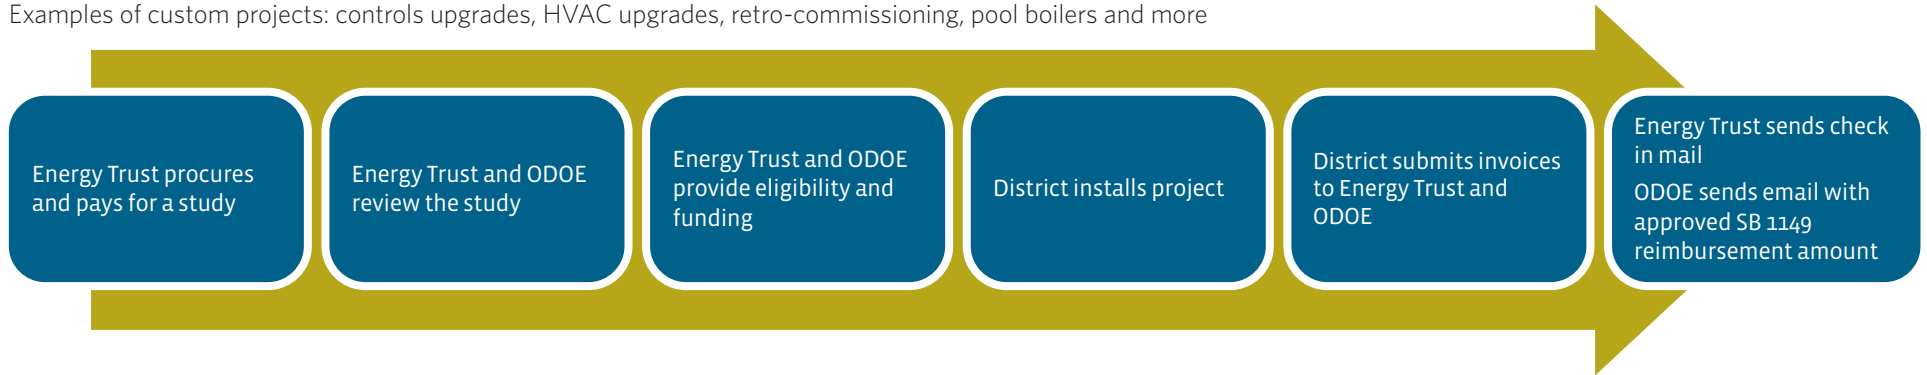 Examples of custom projects: controls upgrades, HVAC upgrades, retro-commissioning, pool boilers and more
Energy Trust procures
and pays for a study
Energy Trust and ODOE
review the study
Energy Trust and ODOE
provide eligibility and
funding
District installs project
District submits invoices
to Energy Trust and
ODOE
Energy Trust sends check
in mail
ODOE sends email with
approved SB 1149
reimbursement amount